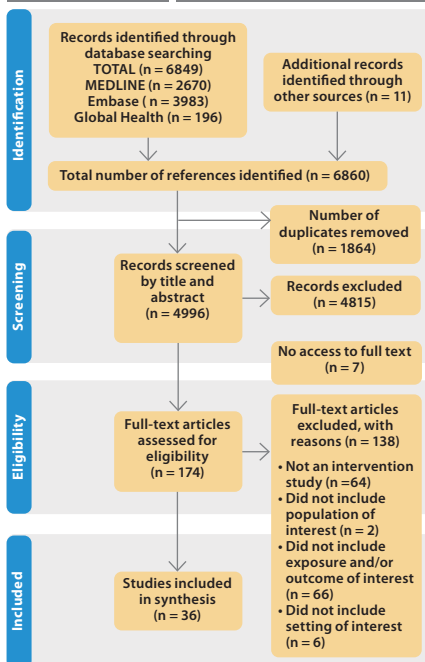 Identification
Records identified through
database searching
TOTAL (n = 6849)
MEDLINE (n = 2670)
Embase ( n = 3983)
Global Health (n = 196)
Additional records
identified through
other sources (n = 11)
Total number of references identified (n = 6860)
Number of
duplicates removed
(n = 1864)
Screening
Records screened
by title and
abstract
(n = 4996)
Records excluded
(n = 4815)
No access to full text
(n = 7)
Eligibility
Full-text articles
assessed for
eligibility
(n = 174)
Full-text articles
excluded, with
reasons (n = 138)
• Not an intervention
study (n =64)
• Did not include
population of
interest (n = 2)
• Did not include
exposure and/or
outcome of interest
(n = 66)
• Did not include
setting of interest
(n = 6)
Included
Studies included
in synthesis
(n = 36)